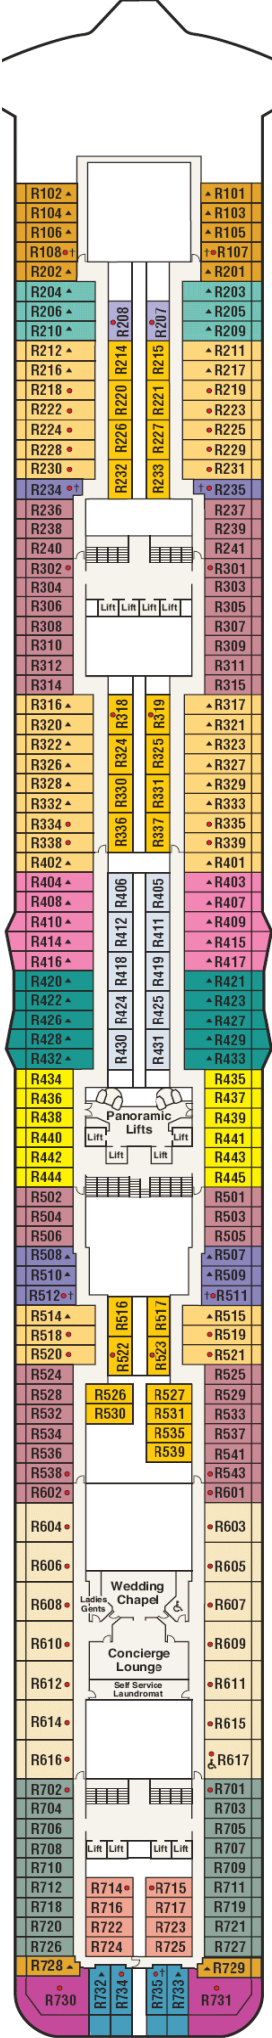 R102 R101
R104 R103
R106 R105
R108 R107
R202 R201
R204 R203
R206 R208 R207 R205
R210 R209
R212 R214 R215 R211
R216 R217
R218 R220 R221 R219
R222 R223
R224 R226 R227 R225
R228 R229
R230 R232 R233 R231
R234 R235
R236 R237
R238 R239
R240 R241
R302 R301
R304 R303
R306 Lift Lift Lift Lift R305
R308 R307
R310 R309
R312 R311
R314 R315
R316 R318 R319 R317
R320 R321
R322 R324 R325 R323
R326 R327
R328 R330 R331 R329
R332 R333
R334 R336 R337 R335
R338 R339
R402 R401
R404 R406 R405 R403
R408 R407
R410 R412 R411 R409
R414 R415
R416 R418 R419 R417
R420 R421
R422 R424 R425 R423
R426 R427
R428 R430 R431 R429
R432 R433
R434 R435
R436 R437
R438 Panoramic R439
Lifts
R440 Lift Lift R441
R442 Lift Lift R443
R444 R445
R502 R501
R504 R503
R506 R505
R508 R507
R510 R509
R512 R511
R514 R516 R517 R515
R518 R519
R520 R522 R523 R521
R524 R525
R528 R526 R527 R529
R532 R530 R531 R533
R534 R535 R537
R536 R539 R541
R538 R543
R602 R601
R604 R603
R606 R605
Wedding
R608 Ladies Chapel R607
Gents
R610 R609
Concierge
Lounge
R612 Self Service R611
Laundromat
R614 R615
R616 R617
R702 R701
R704 R703
R706 R705
R708 Lift Lift Lift Lift R707
R710 R709
R712 R714 R715 R711
R718 R716 R717 R719
R720 R722 R723 R721
R726 R724 R725 R727
R728 R729
R730 R732 R734 R735 R733 R731